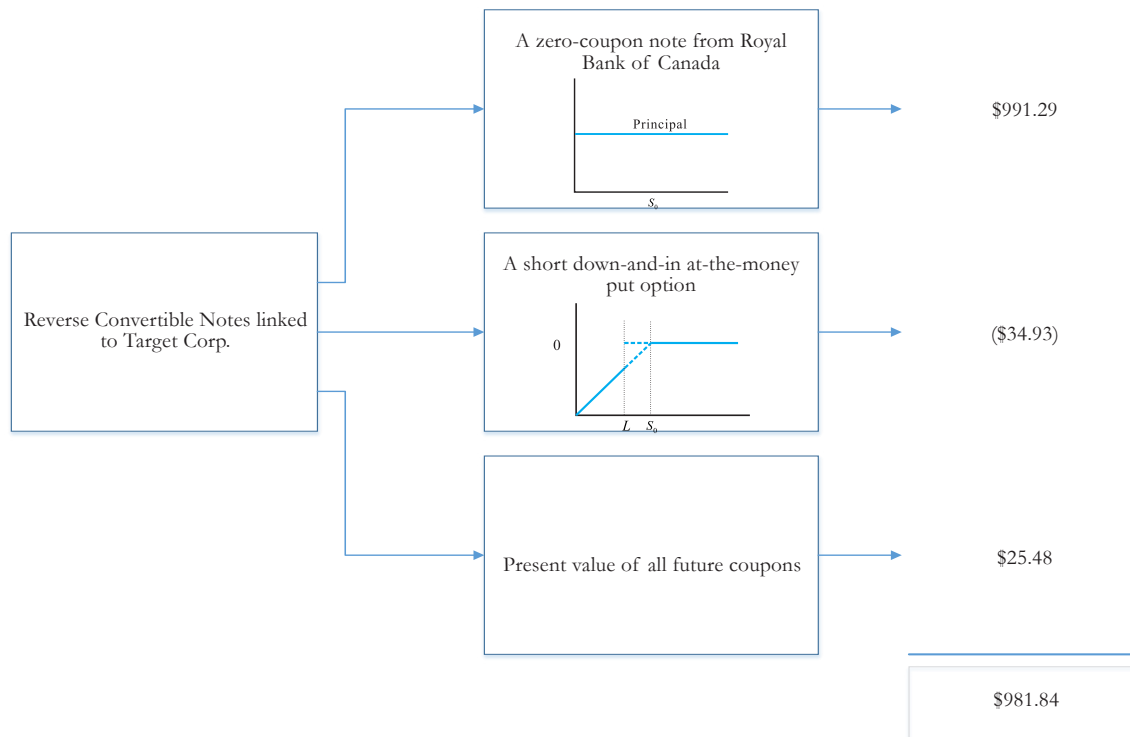 A zero-coupon note from Royal
Bank of Canada
Principal
S₀
$991.29
Reverse Convertible Notes linked
to Target Corp.
A short down-and-in at-the-money
put option
0
L S₀
($34.93)
Present value of all future coupons
$25.48
$981.84